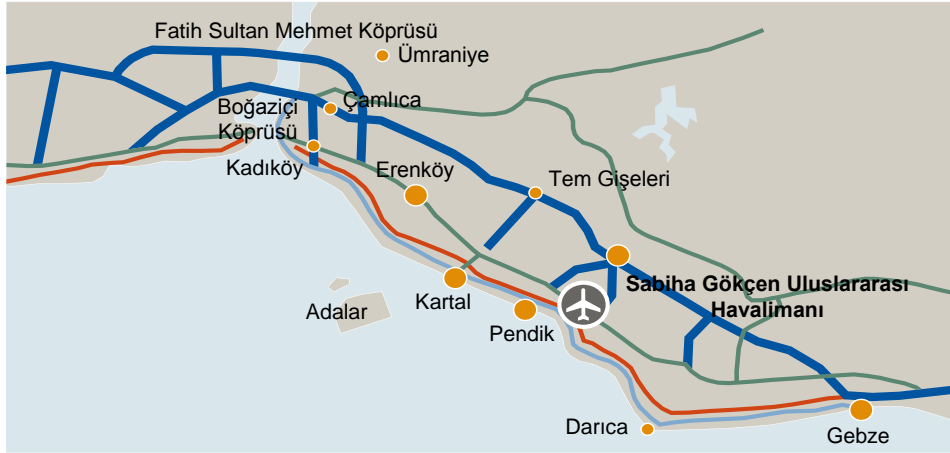 Fatih Sultan Mehmet Köprüsü
Ümraniye
Çamlıca
Boğaziçi
Köprüsü
Kadıköy
Erenköy
Tem Gişeleri
Sabiha Gökçen Uluslararası
Havalimanı
Adalar
Kartal
Pendik
Darıca
Gebze